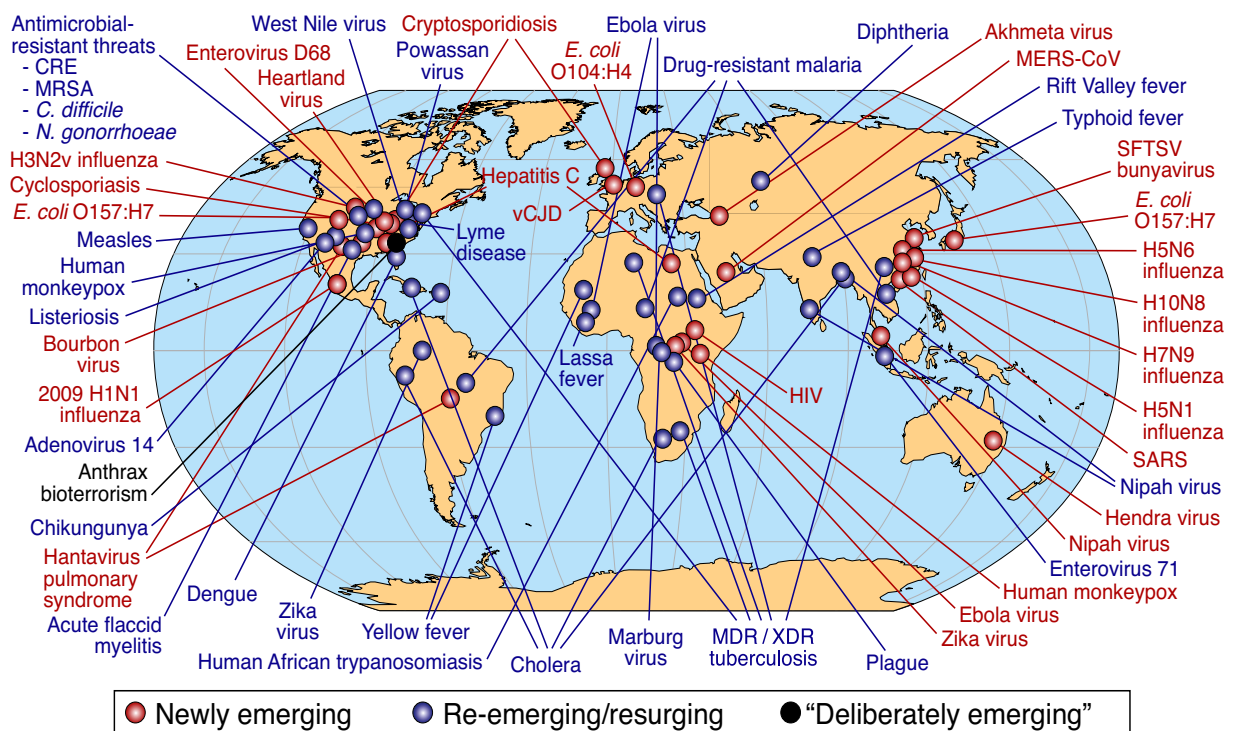 Antimicrobial-
resistant threats
- CRE
- MRSA
- C. difficile
- N. gonorrhoeae
West Nile virus
Enterovirus D68
Heartland
virus
Cryptosporidiosis
Powassan
virus
E. coli
O104:H4
Ebola virus
Drug-resistant malaria
Diphtheria
Akhmeta virus
MERS-CoV
Rift Valley fever
Typhoid fever
SFTSV
bunyavirus
E. coli
O157:H7
H5N6
influenza
H10N8
influenza
H7N9
influenza
H5N1
influenza
SARS
Nipah virus
Hendra virus
Nipah virus
Enterovirus 71
Human monkeypox
Ebola virus
Zika virus
Plague
MDR / XDR
tuberculosis
Marburg
virus
Cholera
Yellow fever
Human African trypanosomiasis
Zika
virus
Dengue
Acute flaccid
myelitis
Hantavirus
pulmonary
syndrome
Chikungunya
Anthrax
bioterrorism
Adenovirus 14
2009 H1N1
influenza
Bourbon
virus
Listeriosis
Human
monkeypox
Measles
E. coli O157:H7
Cyclosporiasis
H3N2v influenza
Hepatitis C
vCJD
Lyme
disease
Lassa
fever
HIV
Newly emerging
Re-emerging/resurging
“Deliberately emerging”